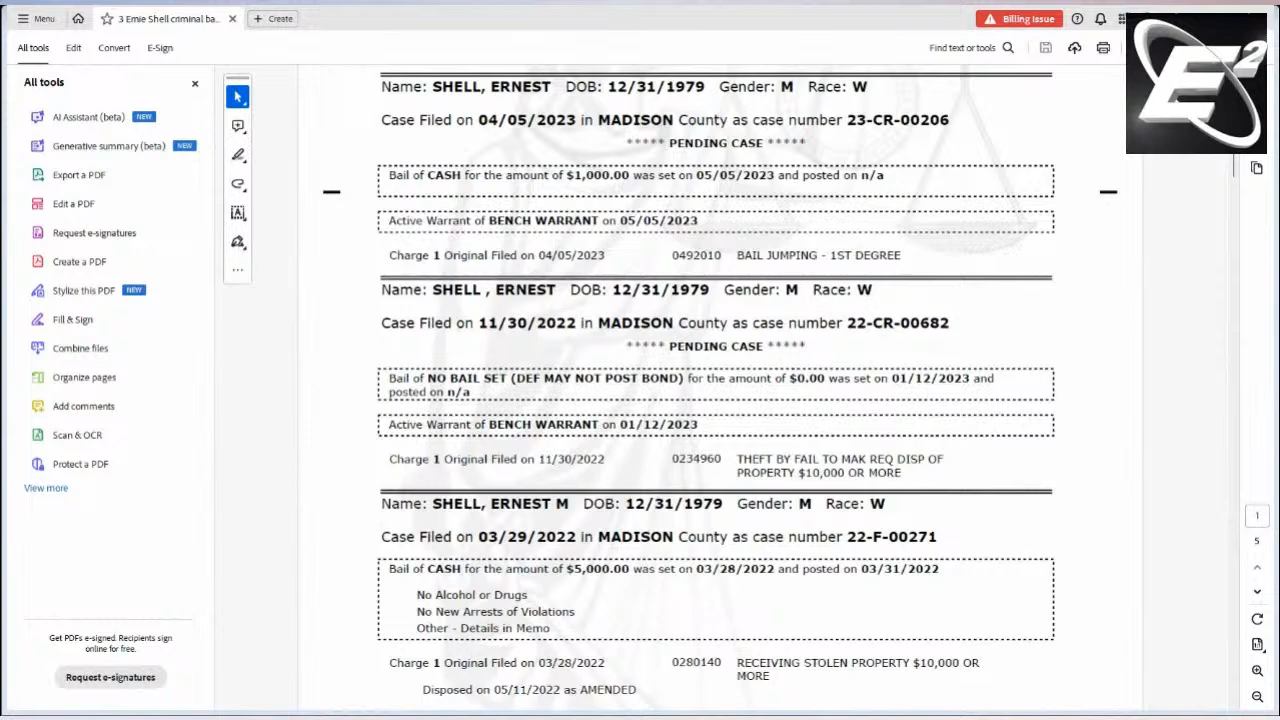 Menu
3 Ernie Shell criminal ba...
Create
Billing Issue
All tools
Edit
Convert
E-Sign
Find text or tools
E2
All tools
AI Assistant (beta) NEW
Generative summary (beta) NEW
Export a PDF
Edit a PDF
Request e-signatures
Create a PDF
Stylize this PDF NEW
Fill & Sign
Combine files
Organize pages
Add comments
Scan & OCR
Protect a PDF
View more
Get PDFs e-signed. Recipients sign
online for free.
Request e-signatures
Name: SHELL, ERNEST DOB: 12/31/1979 Gender: M Race: W
Case Filed on 04/05/2023 in MADISON County as case number 23-CR-00206
***** PENDING CASE *****
Bail of CASH for the amount of $1,000.00 was set on 05/05/2023 and posted on n/a
Active Warrant of BENCH WARRANT on 05/05/2023
Charge 1 Original Filed on 04/05/2023 0492010 BAIL JUMPING - 1ST DEGREE
Name: SHELL , ERNEST DOB: 12/31/1979 Gender: M Race: W
Case Filed on 11/30/2022 in MADISON County as case number 22-CR-00682
***** PENDING CASE *****
Bail of NO BAIL SET (DEF MAY NOT POST BOND) for the amount of $0.00 was set on 01/12/2023 and
posted on n/a
Active Warrant of BENCH WARRANT on 01/12/2023
Charge 1 Original Filed on 11/30/2022 0234960 THEFT BY FAIL TO MAK REQ DISP OF
PROPERTY $10,000 OR MORE
Name: SHELL, ERNEST M DOB: 12/31/1979 Gender: M Race: W
Case Filed on 03/29/2022 in MADISON County as case number 22-F-00271
Bail of CASH for the amount of $5,000.00 was set on 03/28/2022 and posted on 03/31/2022
No Alcohol or Drugs
No New Arrests of Violations
Other - Details in Memo
Charge 1 Original Filed on 03/28/2022 0280140 RECEIVING STOLEN PROPERTY $10,000 OR
MORE
Disposed on 05/11/2022 as AMENDED
1
5